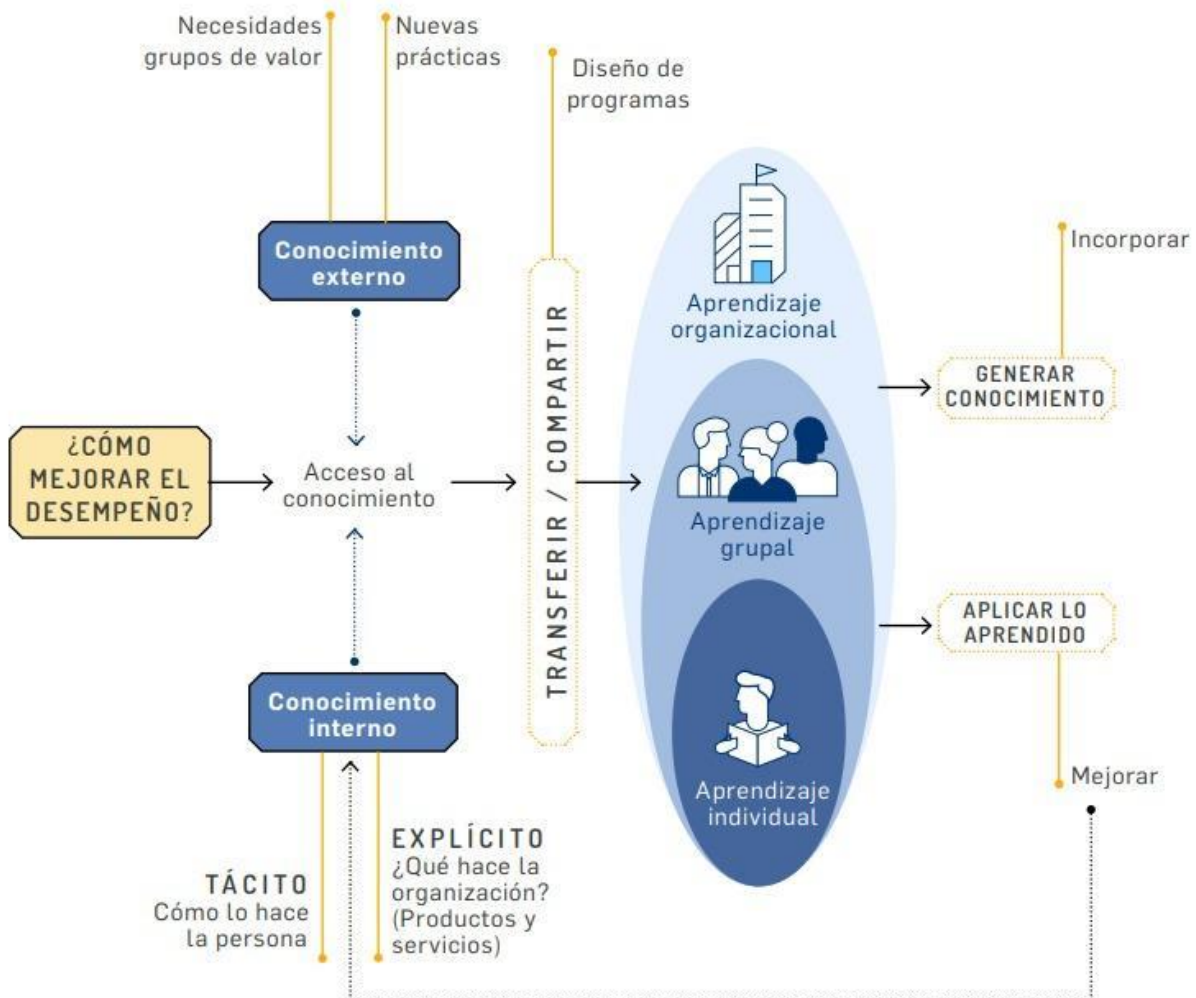 Necesidades
grupos de valor
Nuevas
prácticas
Diseño de
programas
Conocimiento
externo
¿CÓMO
MEJORAR EL
DESEMPEÑO?
Acceso al
conocimiento
TRANSFERIR / COMPARTIR
Aprendizaje
organizacional
Aprendizaje
grupal
Aprendizaje
individual
Incorporar
GENERAR
CONOCIMIENTO
APLICAR LO
APRENDIDO
Mejorar
Conocimiento
interno
TÁCITO
Cómo lo hace
la persona
EXPLÍCITO
¿Qué hace la
organización?
(Productos y
servicios)